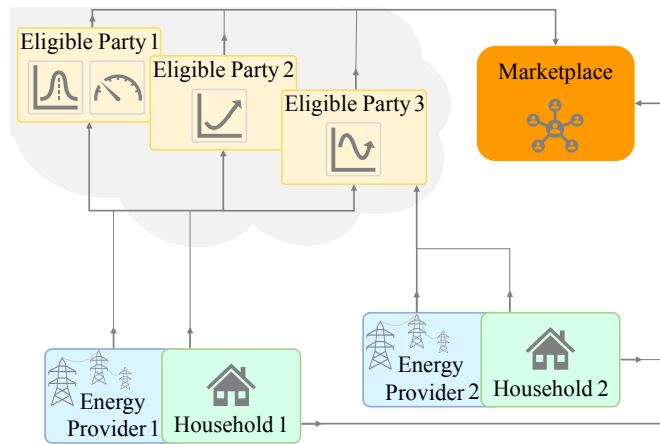 Eligible Party 1
Eligible Party 2
Eligible Party 3
Marketplace
Energy
Provider 1
Household 1
Energy
Provider 2
Household 2